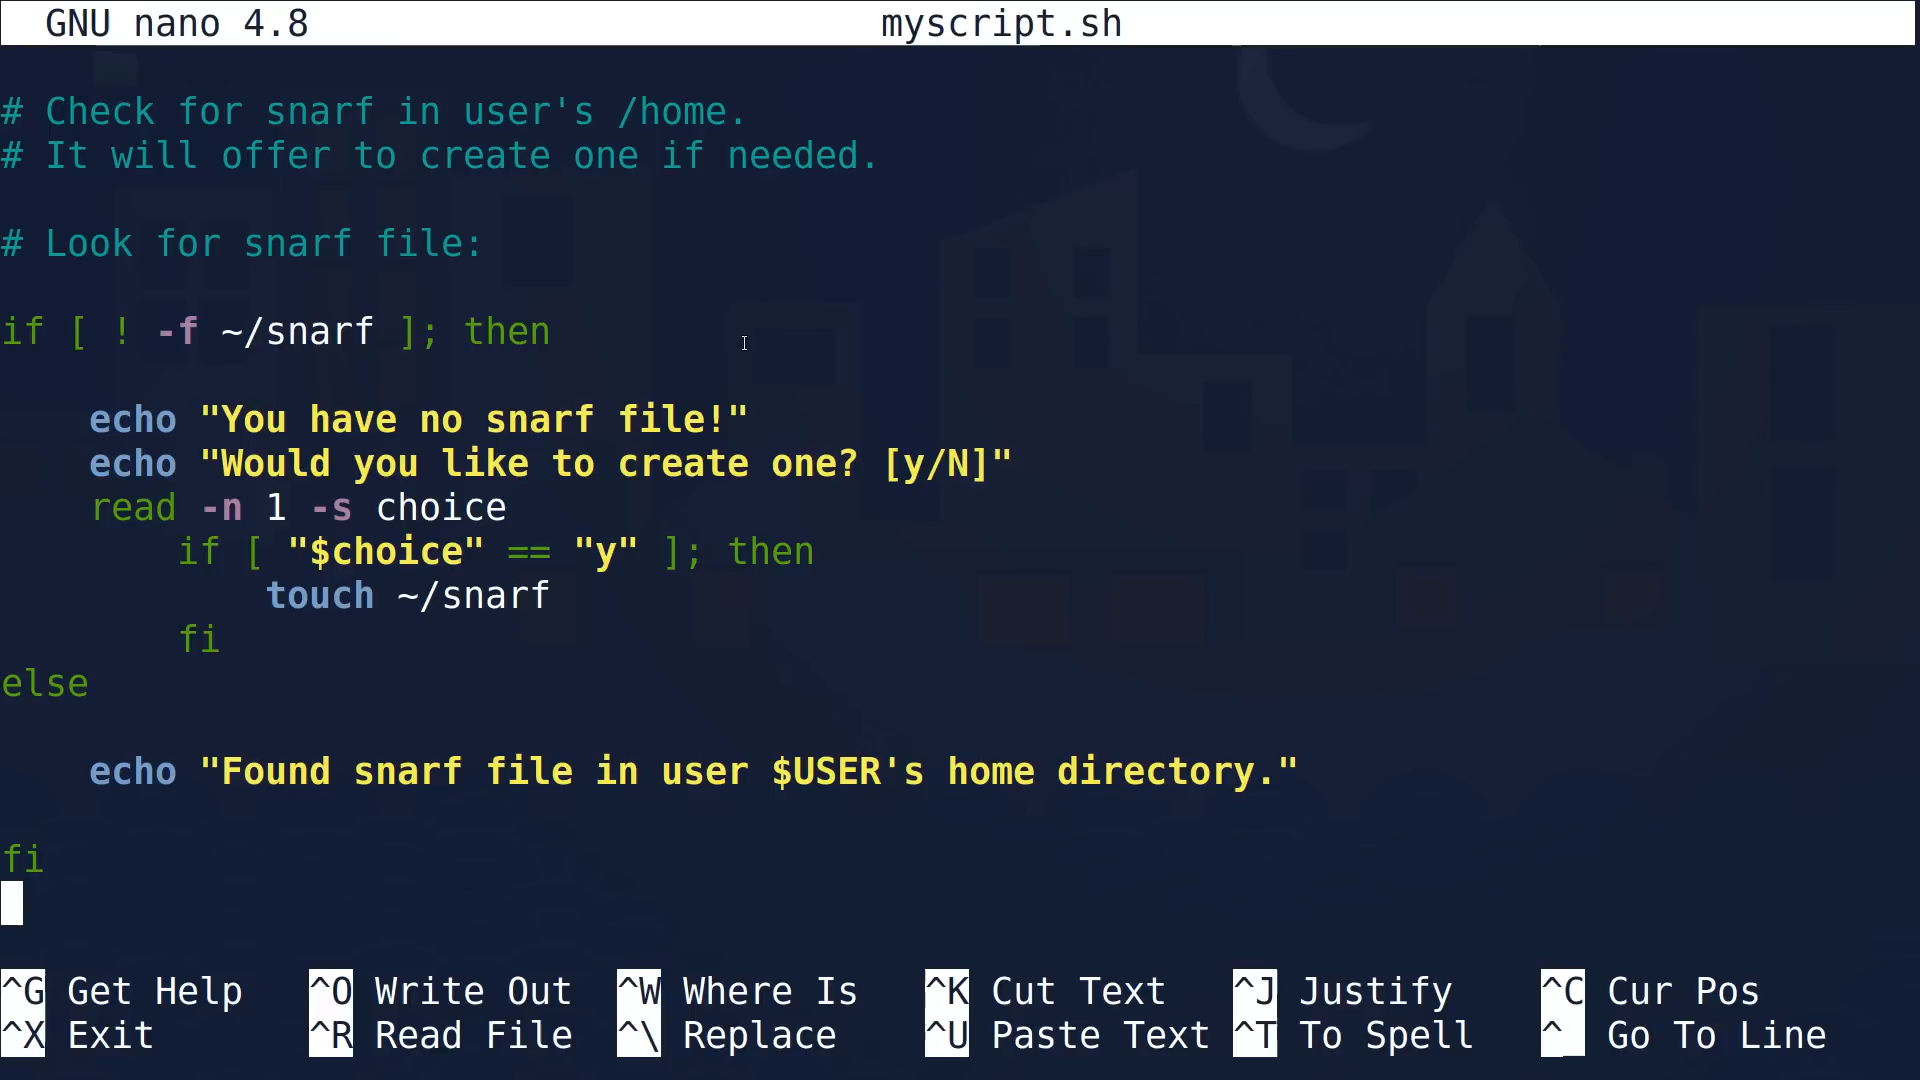 GNU nano 4.8 myscript.sh
# Check for snarf in user's /home.
# It will offer to create one if needed.
# Look for snarf file:
if [ ! -f ~/snarf ]; then
echo "You have no snarf file!"
echo "Would you like to create one? [y/N]"
read -n 1 -s choice
if [ "$choice" == "y" ]; then
touch ~/snarf
fi
else
echo "Found snarf file in user $USER's home directory."
fi
^G Get Help ^O Write Out ^W Where Is ^K Cut Text ^J Justify ^C Cur Pos
^X Exit ^R Read File ^\ Replace ^U Paste Text ^T To Spell ^_ Go To Line